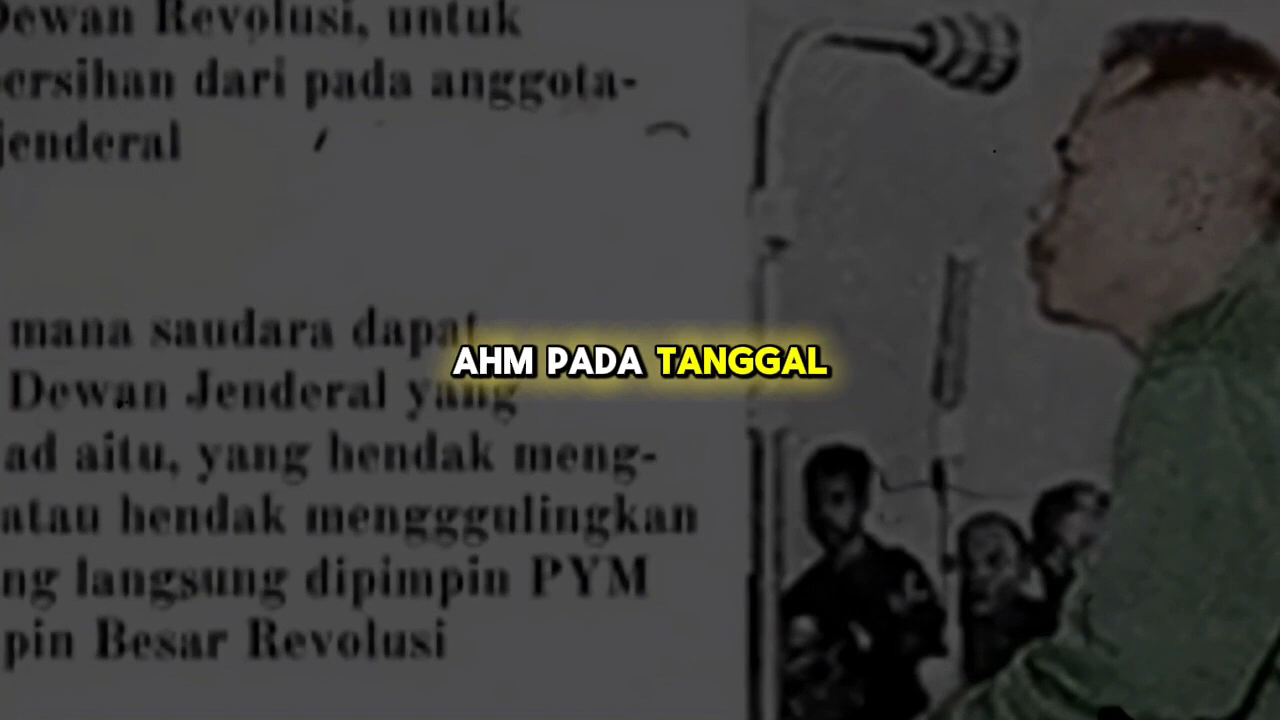 Dewan Revolusi, untuk
ersihan dari pada anggota-
jenderal
mana saudara dapat
Dewan Jenderal yang
ad aitu, yang hendak meng-
atau hendak mengggulingkan
ng langsung dipimpin PYM
pin Besar Revolusi
AHM PADA TANGGAL